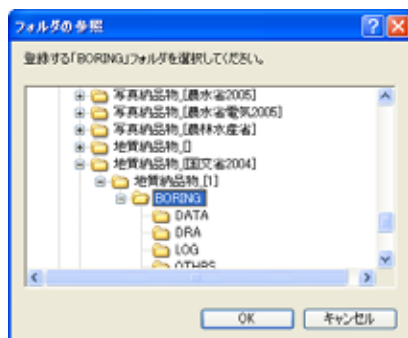 フォルダの参照
登録する「BORING」フォルダを選択してください。
写真納品物_[農水省2005]
写真納品物_[農水省電気2005]
写真納品物_[農林水産省]
地質納品物_[]
地質納品物_[国交省2004]
地質納品物_[1]
BORING
DATA
DRA
LOG
OTHRS
OK
キャンセル